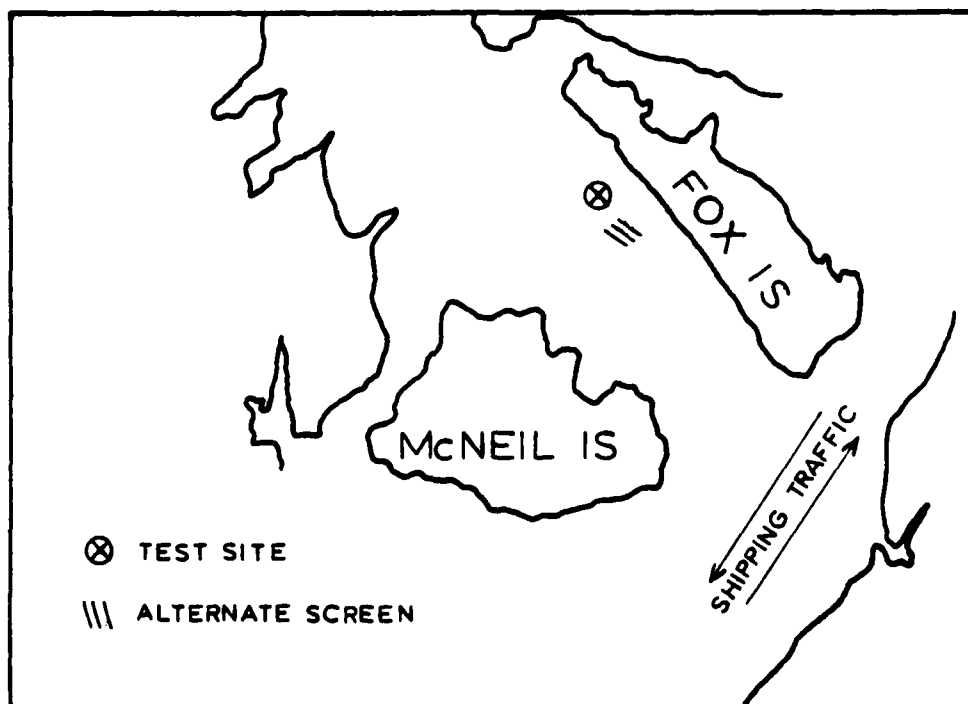 FOX IS
McNEIL IS
SHIPPING TRAFFIC
TEST SITE
ALTERNATE SCREEN